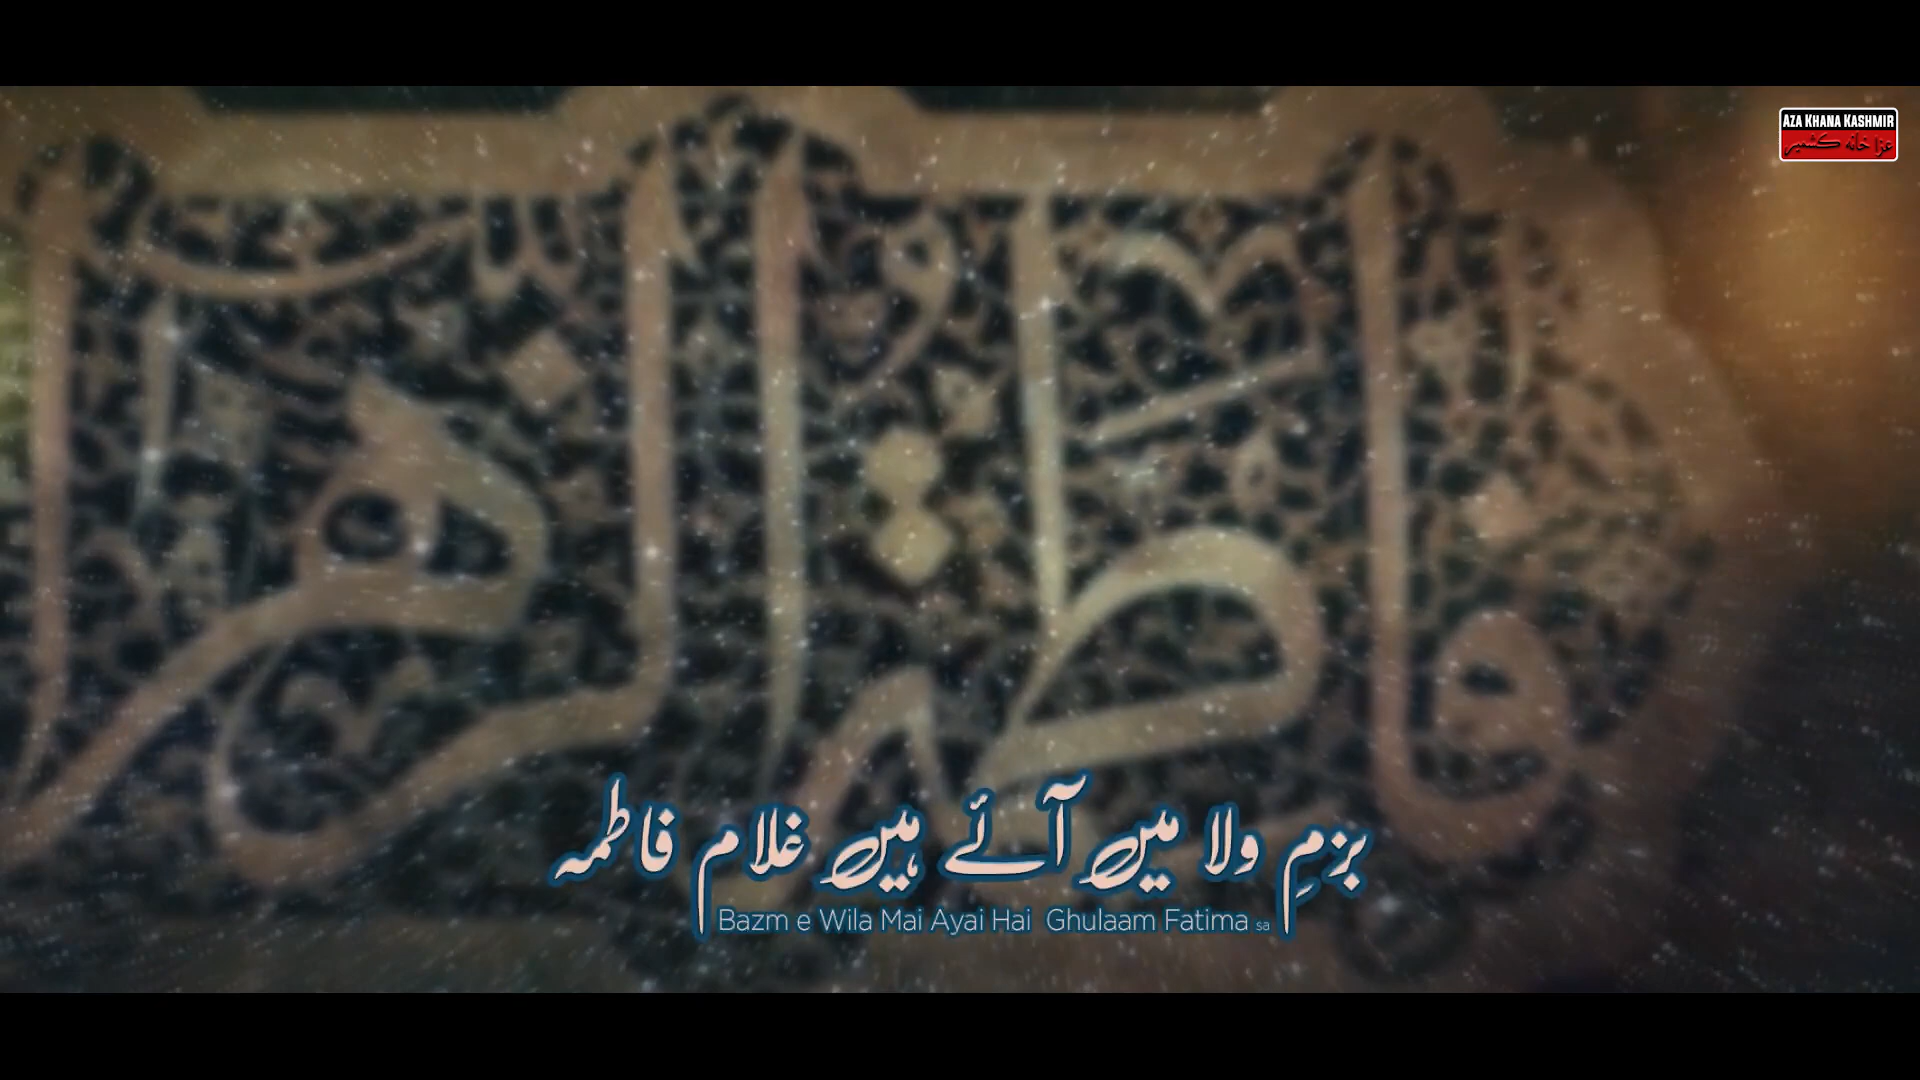 AZA KHANA KASHMIR
عزا خانہ کشمیر
فاطمۃ الزہرا
بزمِ ولا میں آئے ہیں غلام فاطمہ
Bazm e Wila Mai Ayai Hai Ghulaam Fatima sa